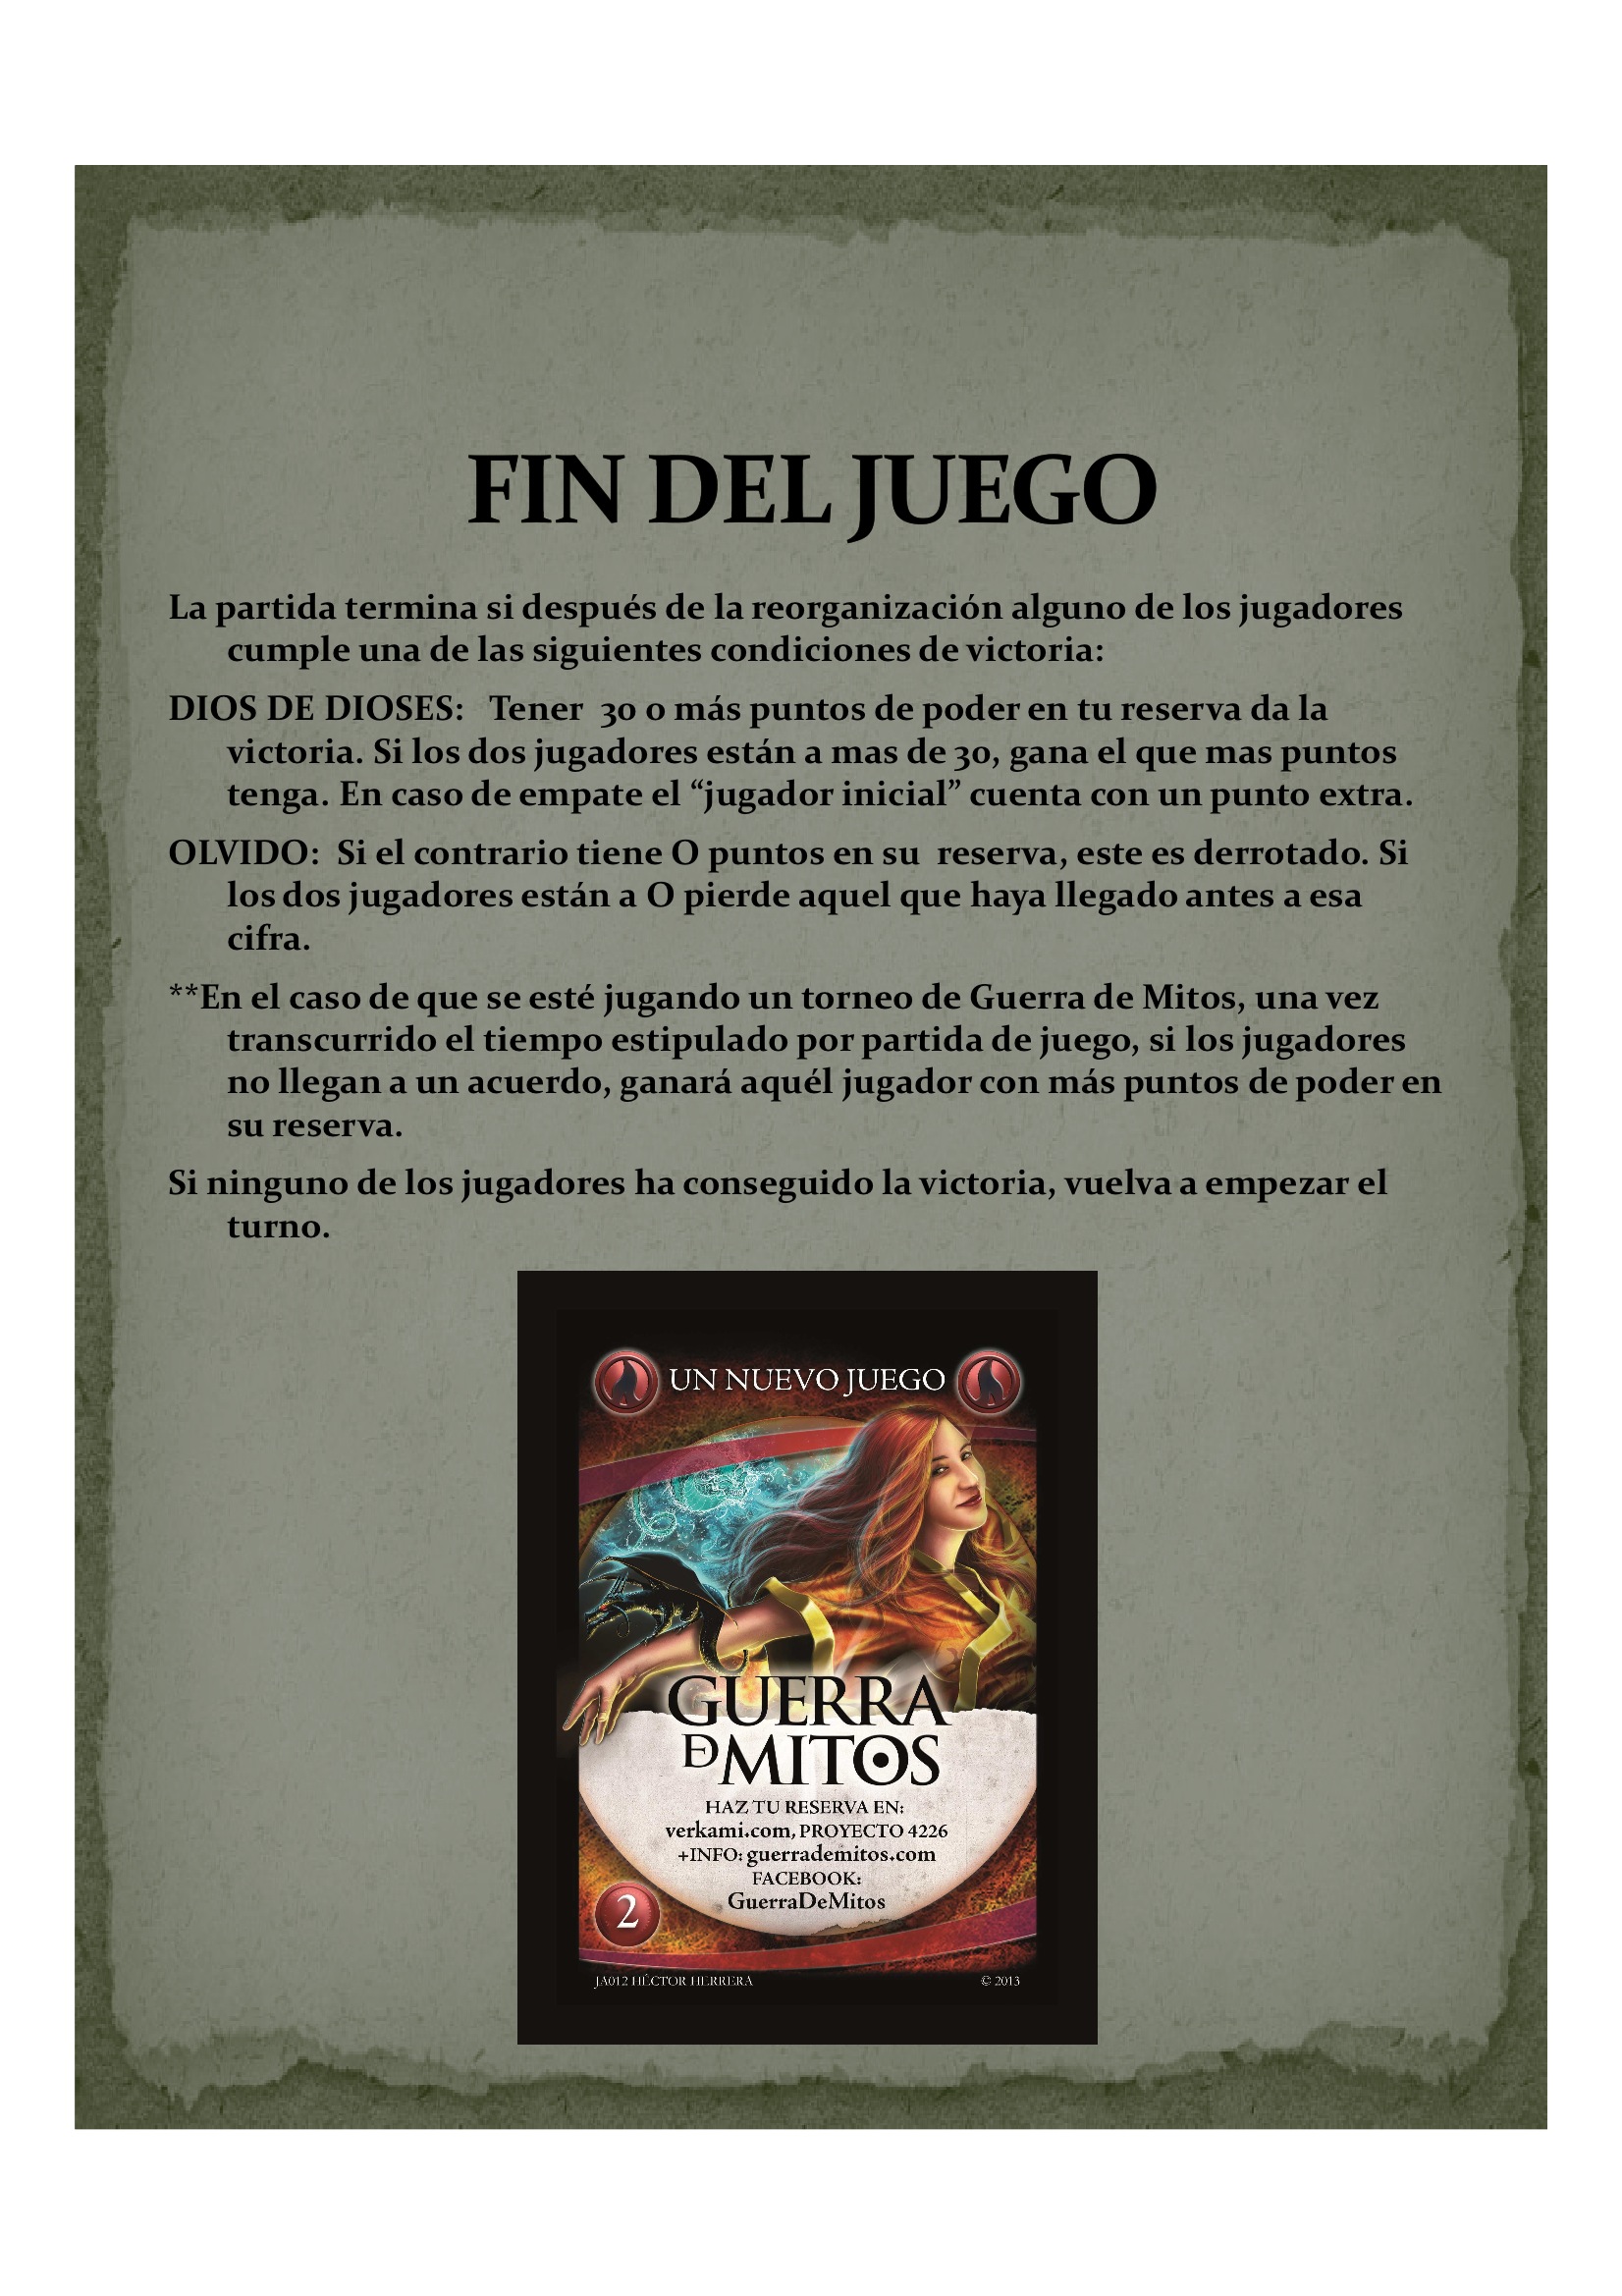 FIN DEL JUEGO
La partida termina si después de la reorganización alguno de los jugadores
cumple una de las siguientes condiciones de victoria:
DIOS DE DIOSES: Tener 30 o más puntos de poder en tu reserva da la
victoria. Si los dos jugadores están a mas de 30, gana el que mas puntos
tenga. En caso de empate el “jugador inicial” cuenta con un punto extra.
OLVIDO: Si el contrario tiene O puntos en su reserva, este es derrotado. Si
los dos jugadores están a O pierde aquel que haya llegado antes a esa
cifra.
**En el caso de que se esté jugando un torneo de Guerra de Mitos, una vez
transcurrido el tiempo estipulado por partida de juego, si los jugadores
no llegan a un acuerdo, ganará aquél jugador con más puntos de poder en
su reserva.
Si ninguno de los jugadores ha conseguido la victoria, vuelva a empezar el
turno.
UN NUEVO JUEGO
GUERRA
DE MITOS
HAZ TU RESERVA EN:
verkami.com, PROYECTO 4226
+INFO: guerrademitos.com
FACEBOOK:
GuerraDeMitos
2
JA012 HÉCTOR HERRERA © 2013